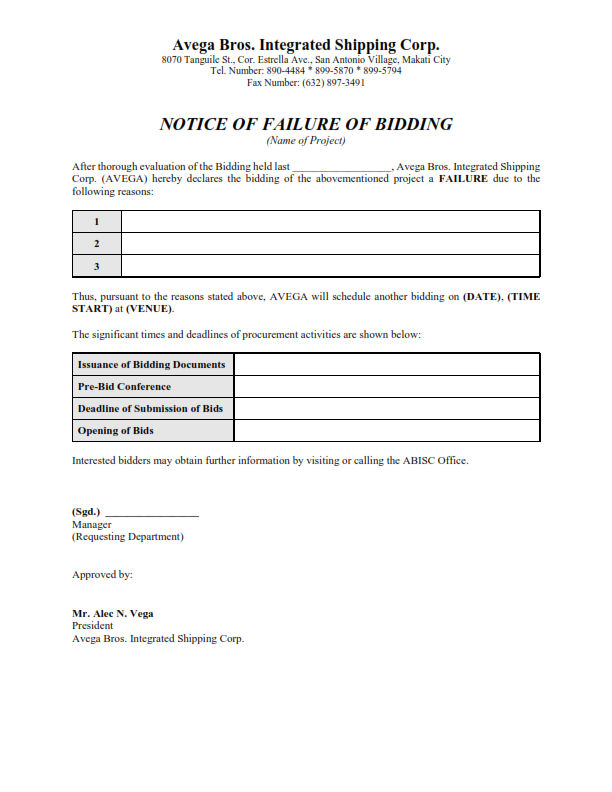 Avega Bros. Integrated Shipping Corp.
8070 Tanguile St., Cor. Estrella Ave., San Antonio Village, Makati City
Tel. Number: 890-4484 * 899-5870 * 899-5794
Fax Number: (632) 897-3491
NOTICE OF FAILURE OF BIDDING
(Name of Project)
After thorough evaluation of the Bidding held last __________________, Avega Bros. Integrated Shipping
Corp. (AVEGA) hereby declares the bidding of the abovementioned project a FAILURE due to the
following reasons:
1
2
3
Thus, pursuant to the reasons stated above, AVEGA will schedule another bidding on (DATE), (TIME
START) at (VENUE).
The significant times and deadlines of procurement activities are shown below:
Issuance of Bidding Documents
Pre-Bid Conference
Deadline of Submission of Bids
Opening of Bids
Interested bidders may obtain further information by visiting or calling the ABISC Office.
(Sgd.) _________________
Manager
(Requesting Department)
Approved by:
Mr. Alec N. Vega
President
Avega Bros. Integrated Shipping Corp.